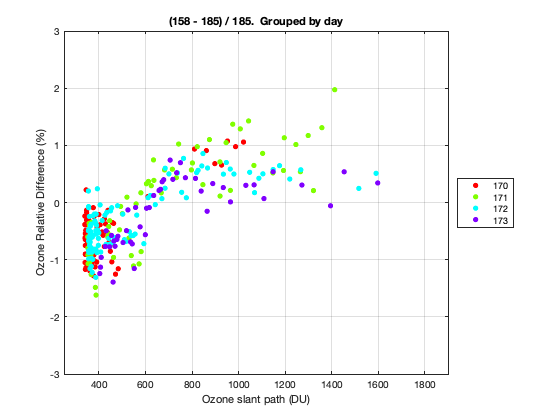 (158 - 185) / 185.  Grouped by day
3
2
1
0
-1
-2
-3
Ozone Relative Difference (%)
400 600 800 1000 1200 1400 1600 1800
Ozone slant path (DU)
170
171
172
173